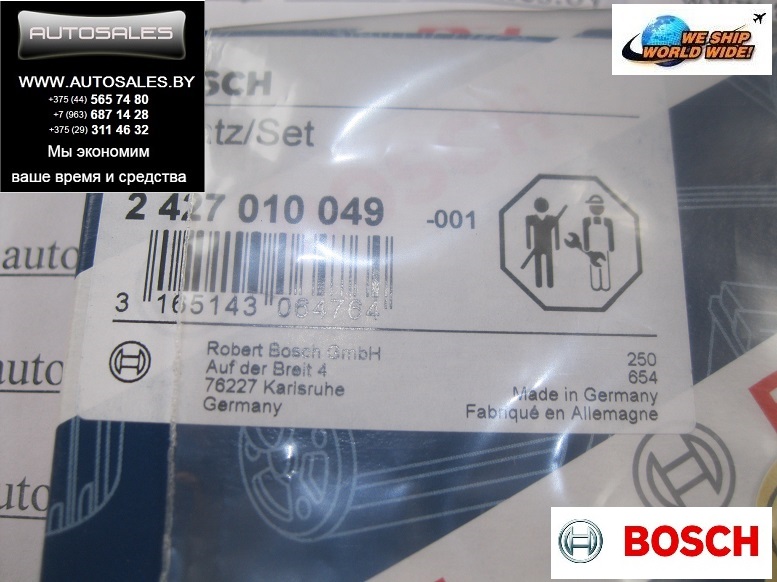 AUTOSALES
WWW.AUTOSALES.BY
+375 (44) 565 74 80
+7 (963) 687 14 28
+375 (29) 311 46 32
Мы экономим
ваше время и средства
WE SHIP
WORLD WIDE!
SCH
atz/Set
2 427 010 049 -001
3 165143 064764
Robert Bosch GmbH
Auf der Breit 4
76227 Karlsruhe
Germany
250
654
Made in Germany
Fabriqué en Allemagne
auto
auto
auto
BOSCH